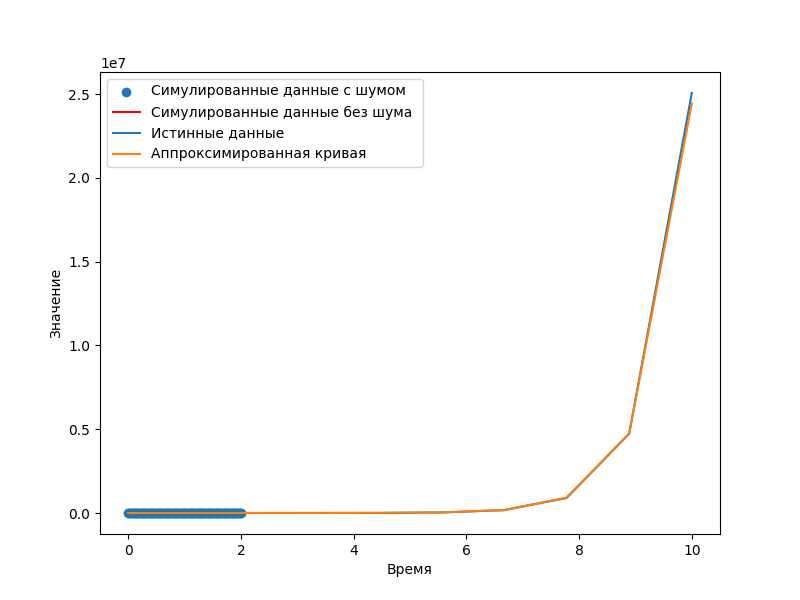 1e7
Симулированные данные с шумом
Симулированные данные без шума
Истинные данные
Аппроксимированная кривая
2.5
2.0
1.5
1.0
0.5
0.0
Значение
0 2 4 6 8 10
Время